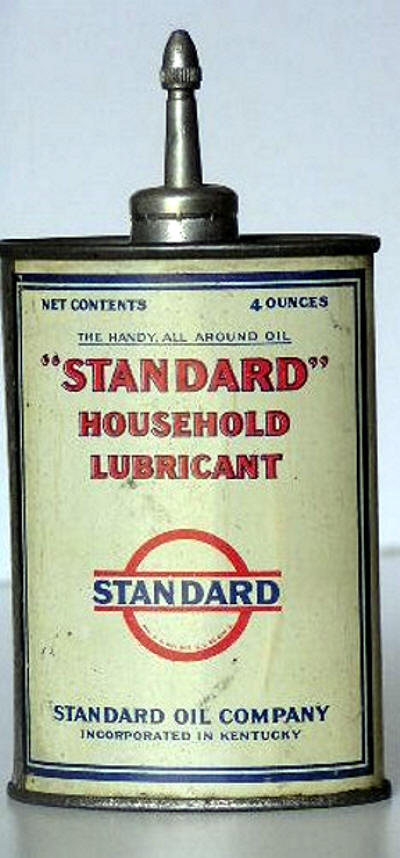 NET CONTENTS 4 OUNCES
THE HANDY, ALL AROUND OIL
"STANDARD"
HOUSEHOLD
LUBRICANT
STANDARD
STANDARD OIL COMPANY
INCORPORATED IN KENTUCKY